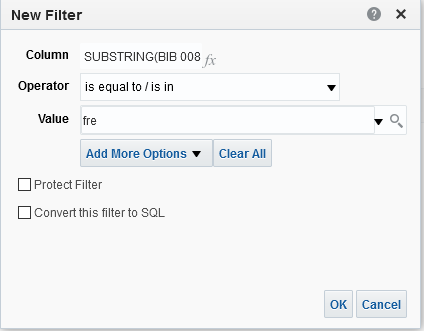 New Filter
Column SUBSTRING(BIB 008 fx
Operator is equal to / is in
Value fre
Add More Options Clear All
Protect Filter
Convert this filter to SQL
OK Cancel